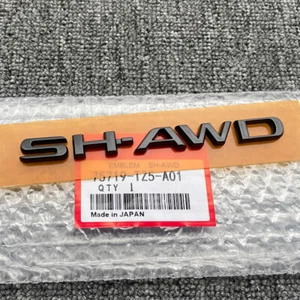 SH-AWD
EMBLEM SH-AWD
75719-TZ5-A01
QTY 1
Made in JAPAN